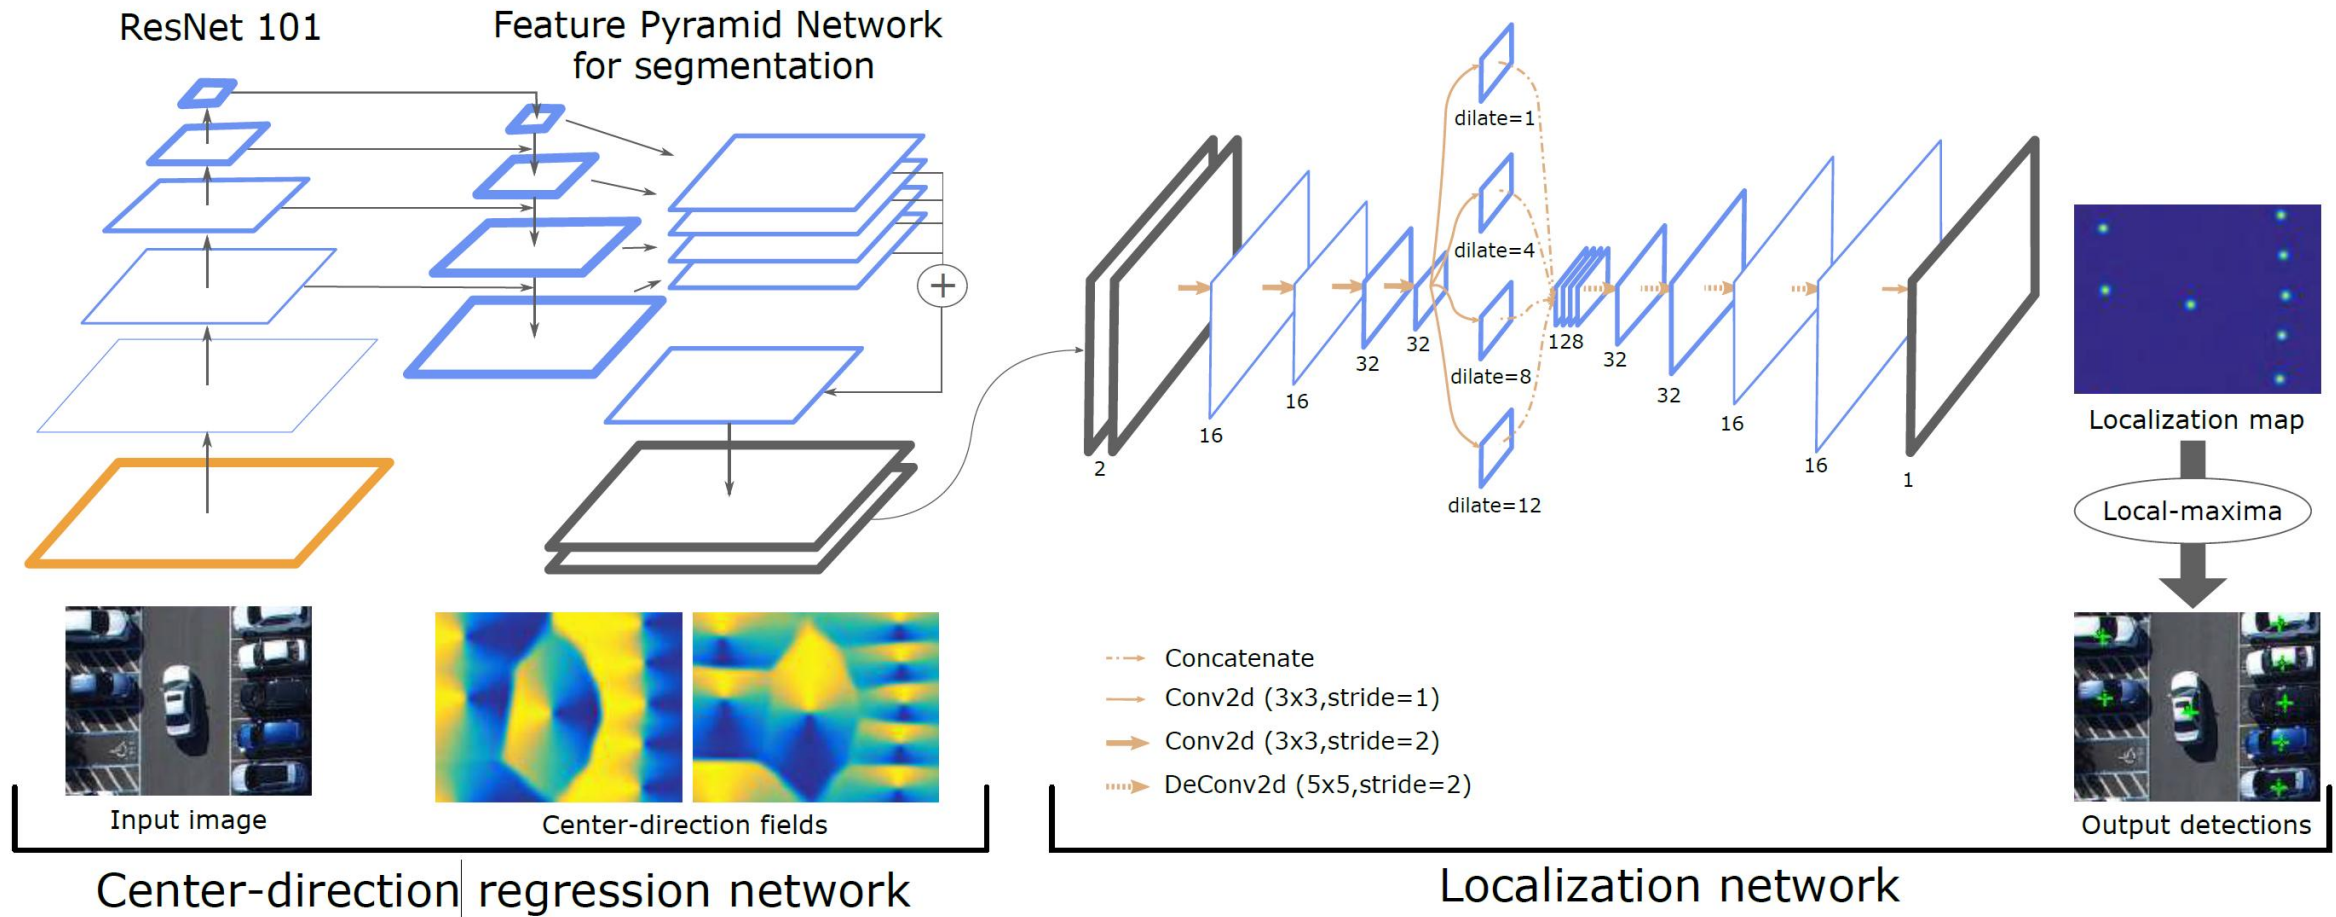 ResNet 101
Feature Pyramid Network
for segmentation
+
Input image
Center-direction fields
Center-direction regression network
2
16
16
32
32
dilate=1
dilate=4
dilate=8
dilate=12
128
32
32
16
16
1
Concatenate
Conv2d (3x3,stride=1)
Conv2d (3x3,stride=2)
DeConv2d (5x5,stride=2)
Localization map
Local-maxima
Output detections
Localization network